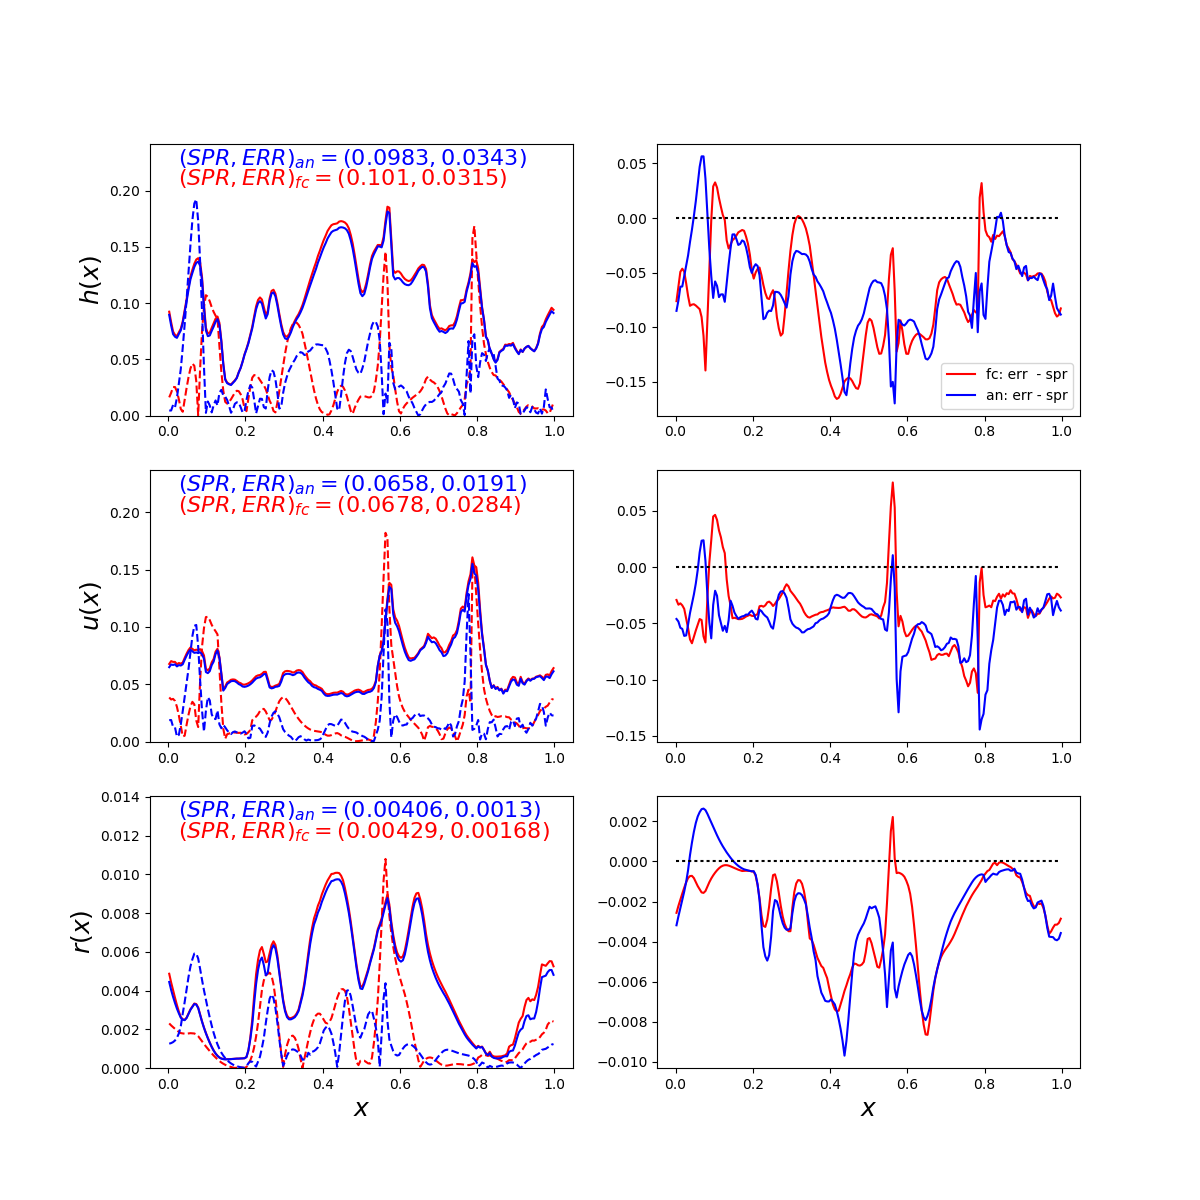 (SPR, ERR)an = (0.0983, 0.0343)
(SPR, ERR)fc = (0.101, 0.0315)
h(x)
0.20
0.15
0.10
0.05
0.00
0.0 0.2 0.4 0.6 0.8 1.0
0.05
0.00
−0.05
−0.10
−0.15
fc: err - spr
an: err - spr
0.0 0.2 0.4 0.6 0.8 1.0
(SPR, ERR)an = (0.0658, 0.0191)
(SPR, ERR)fc = (0.0678, 0.0284)
u(x)
0.20
0.15
0.10
0.05
0.00
0.0 0.2 0.4 0.6 0.8 1.0
0.05
0.00
−0.05
−0.10
−0.15
0.0 0.2 0.4 0.6 0.8 1.0
(SPR, ERR)an = (0.00406, 0.0013)
(SPR, ERR)fc = (0.00429, 0.00168)
r(x)
0.014
0.012
0.010
0.008
0.006
0.004
0.002
0.000
0.0 0.2 0.4 0.6 0.8 1.0
x
0.002
0.000
−0.002
−0.004
−0.006
−0.008
−0.010
0.0 0.2 0.4 0.6 0.8 1.0
x